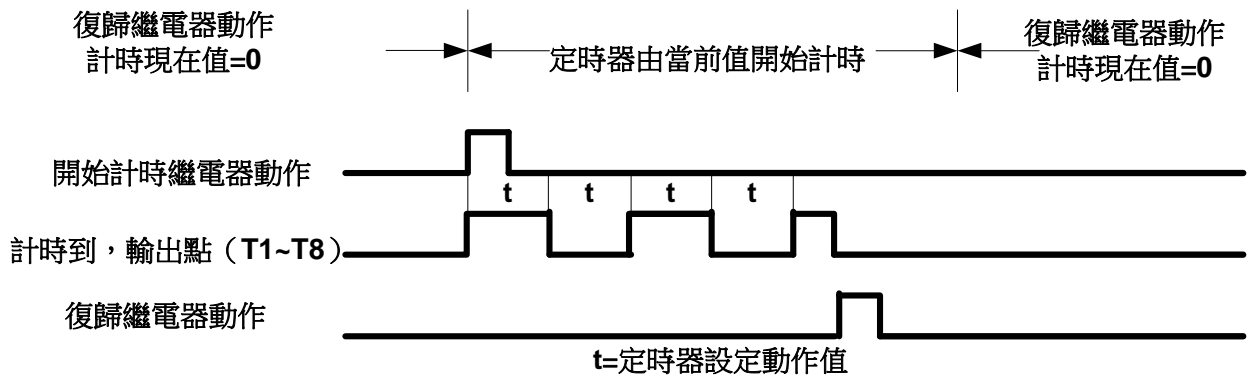 復歸繼電器動作
計時現在值=0
定時器由當前值開始計時
復歸繼電器動作
計時現在值=0
開始計時繼電器動作
t t t t
計時到，輸出點（T1~T8）
復歸繼電器動作
t=定時器設定動作值